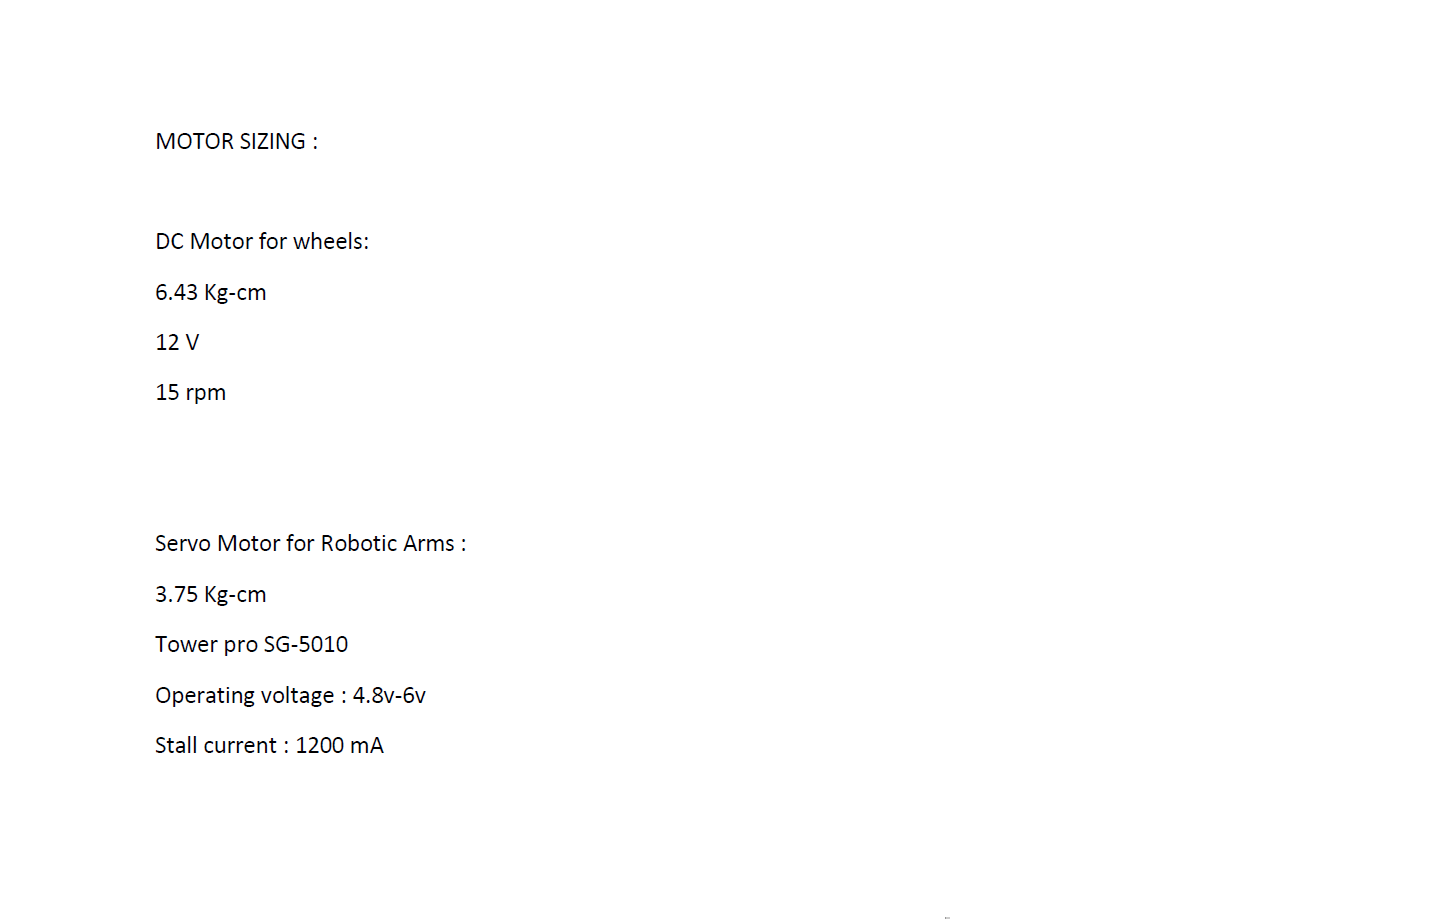 MOTOR SIZING :
DC Motor for wheels:
6.43 Kg-cm
12 V
15 rpm
Servo Motor for Robotic Arms :
3.75 Kg-cm
Tower pro SG-5010
Operating voltage : 4.8v-6v
Stall current : 1200 mA